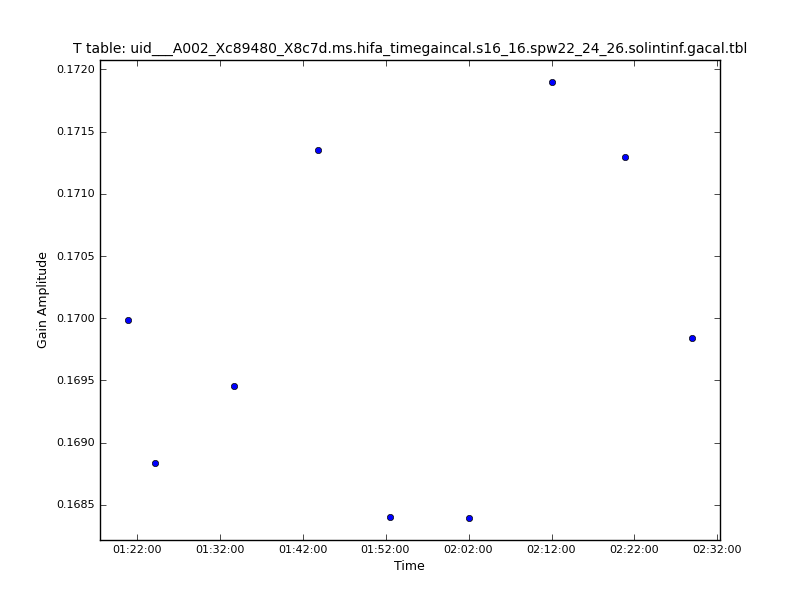 T table: uid___A002_Xc89480_X8c7d.ms.hifa_timegaincal.s16_16.spw22_24_26.solintinf.gacal.tbl
0.1720
0.1715
0.1710
0.1705
0.1700
0.1695
0.1690
0.1685
Gain Amplitude
01:22:00 01:32:00 01:42:00 01:52:00 02:02:00 02:12:00 02:22:00 02:32:00
Time